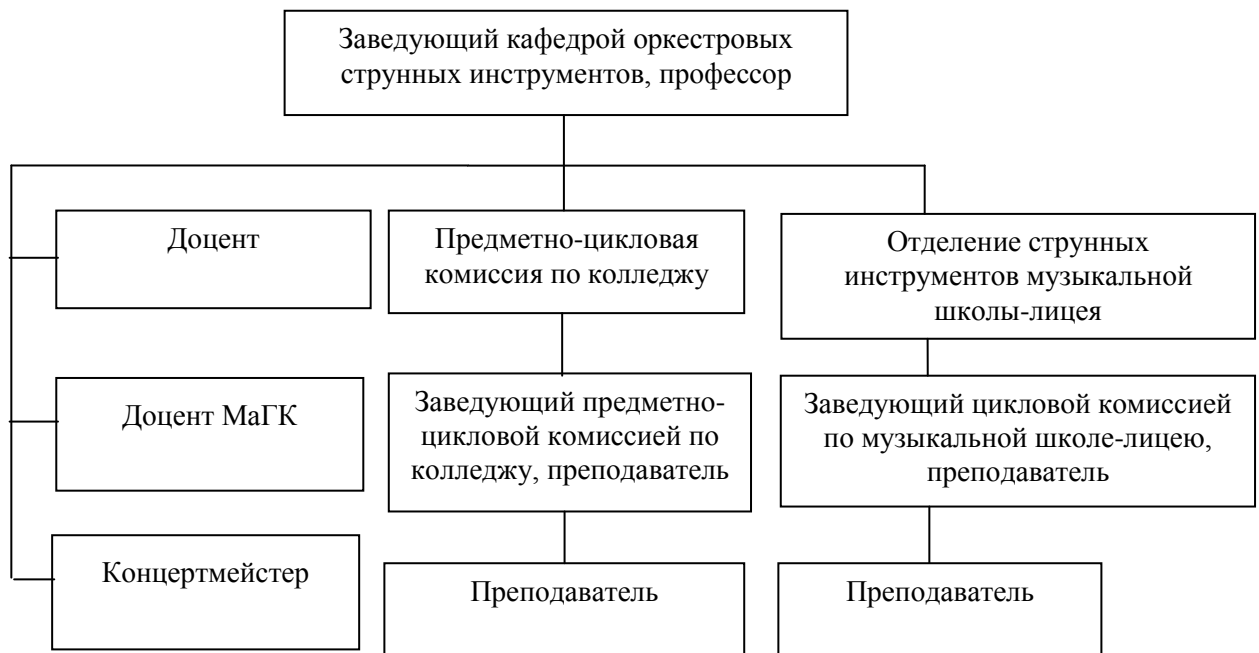 Заведующий кафедрой оркестровых
струнных инструментов, профессор
Доцент
Предметно-цикловая
комиссия по колледжу
Отделение струнных
инструментов музыкальной
школы-лицея
Доцент МаГК
Заведующий предметно-
цикловой комиссией по
колледжу, преподаватель
Заведующий цикловой комиссией
по музыкальной школе-лицею,
преподаватель
Концертмейстер
Преподаватель
Преподаватель